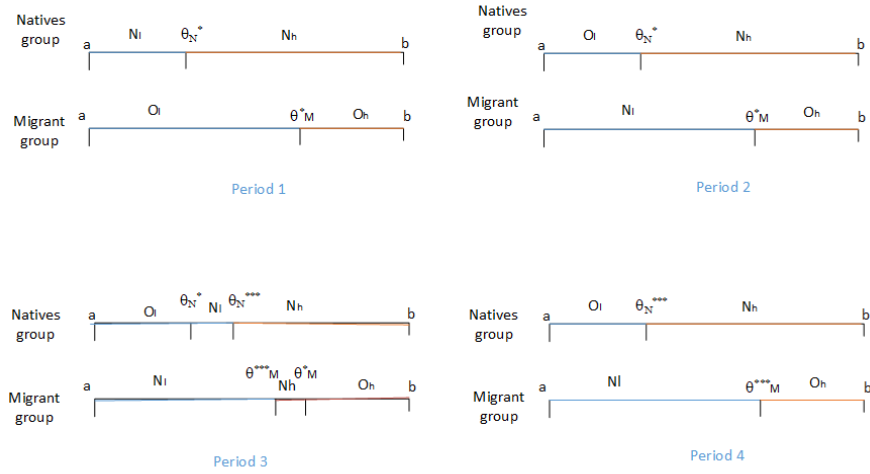 Natives
group
a Nl θN* Nh b
Migrant
group
a Ol θ*M Oh b
Period 1
Natives
group
a Ol θN* Nh b
Migrant
group
a Nl θ*M Oh b
Period 2
Natives
group
a Ol θN* Nl θN*** Nh b
Migrant
group
a Nl θ***M Nh θ*M Oh b
Period 3
Natives
group
a Ol θN*** Nh b
Migrant
group
a Nl θ***M Oh b
Period 4